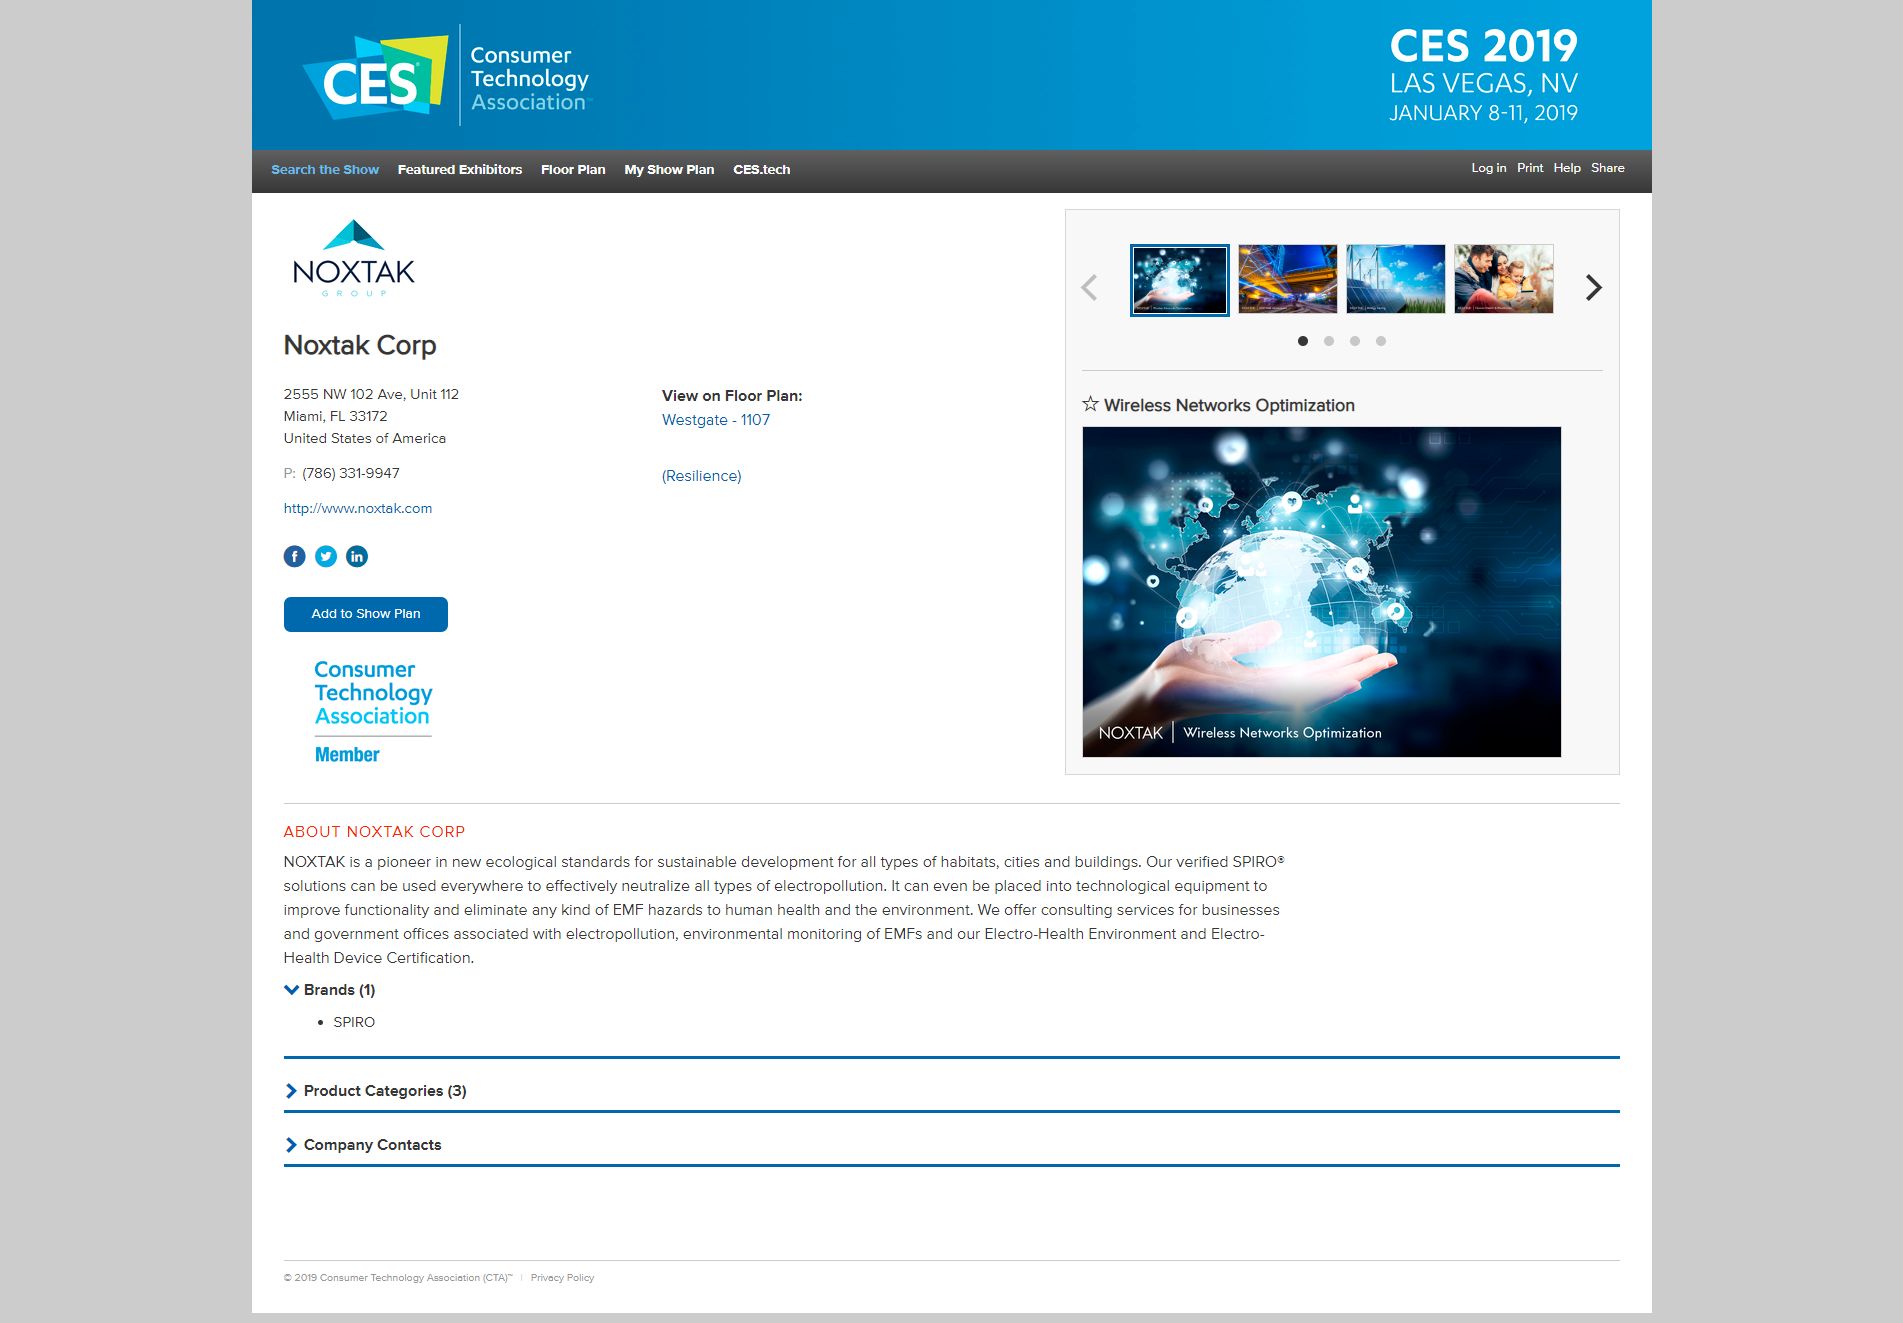 CES
Consumer
Technology
Association
CES 2019
LAS VEGAS, NV
JANUARY 8-11, 2019
Search the Show Featured Exhibitors Floor Plan My Show Plan CES.tech
Log in Print Help Share
NOXTAK
GROUP
Noxtak Corp
2555 NW 102 Ave, Unit 112
Miami, FL 33172
United States of America
P: (786) 331-9947
http://www.noxtak.com
Add to Show Plan
Consumer
Technology
Association
Member
View on Floor Plan:
Westgate - 1107
(Resilience)
☆ Wireless Networks Optimization
NOXTAK | Wireless Networks Optimization
ABOUT NOXTAK CORP
NOXTAK is a pioneer in new ecological standards for sustainable development for all types of habitats, cities and buildings. Our verified SPIRO®
solutions can be used everywhere to effectively neutralize all types of electropollution. It can even be placed into technological equipment to
improve functionality and eliminate any kind of EMF hazards to human health and the environment. We offer consulting services for businesses
and government offices associated with electropollution, environmental monitoring of EMFs and our Electro-Health Environment and Electro-
Health Device Certification.
Brands (1)
• SPIRO
Product Categories (3)
Company Contacts
© 2019 Consumer Technology Association (CTA)™ | Privacy Policy